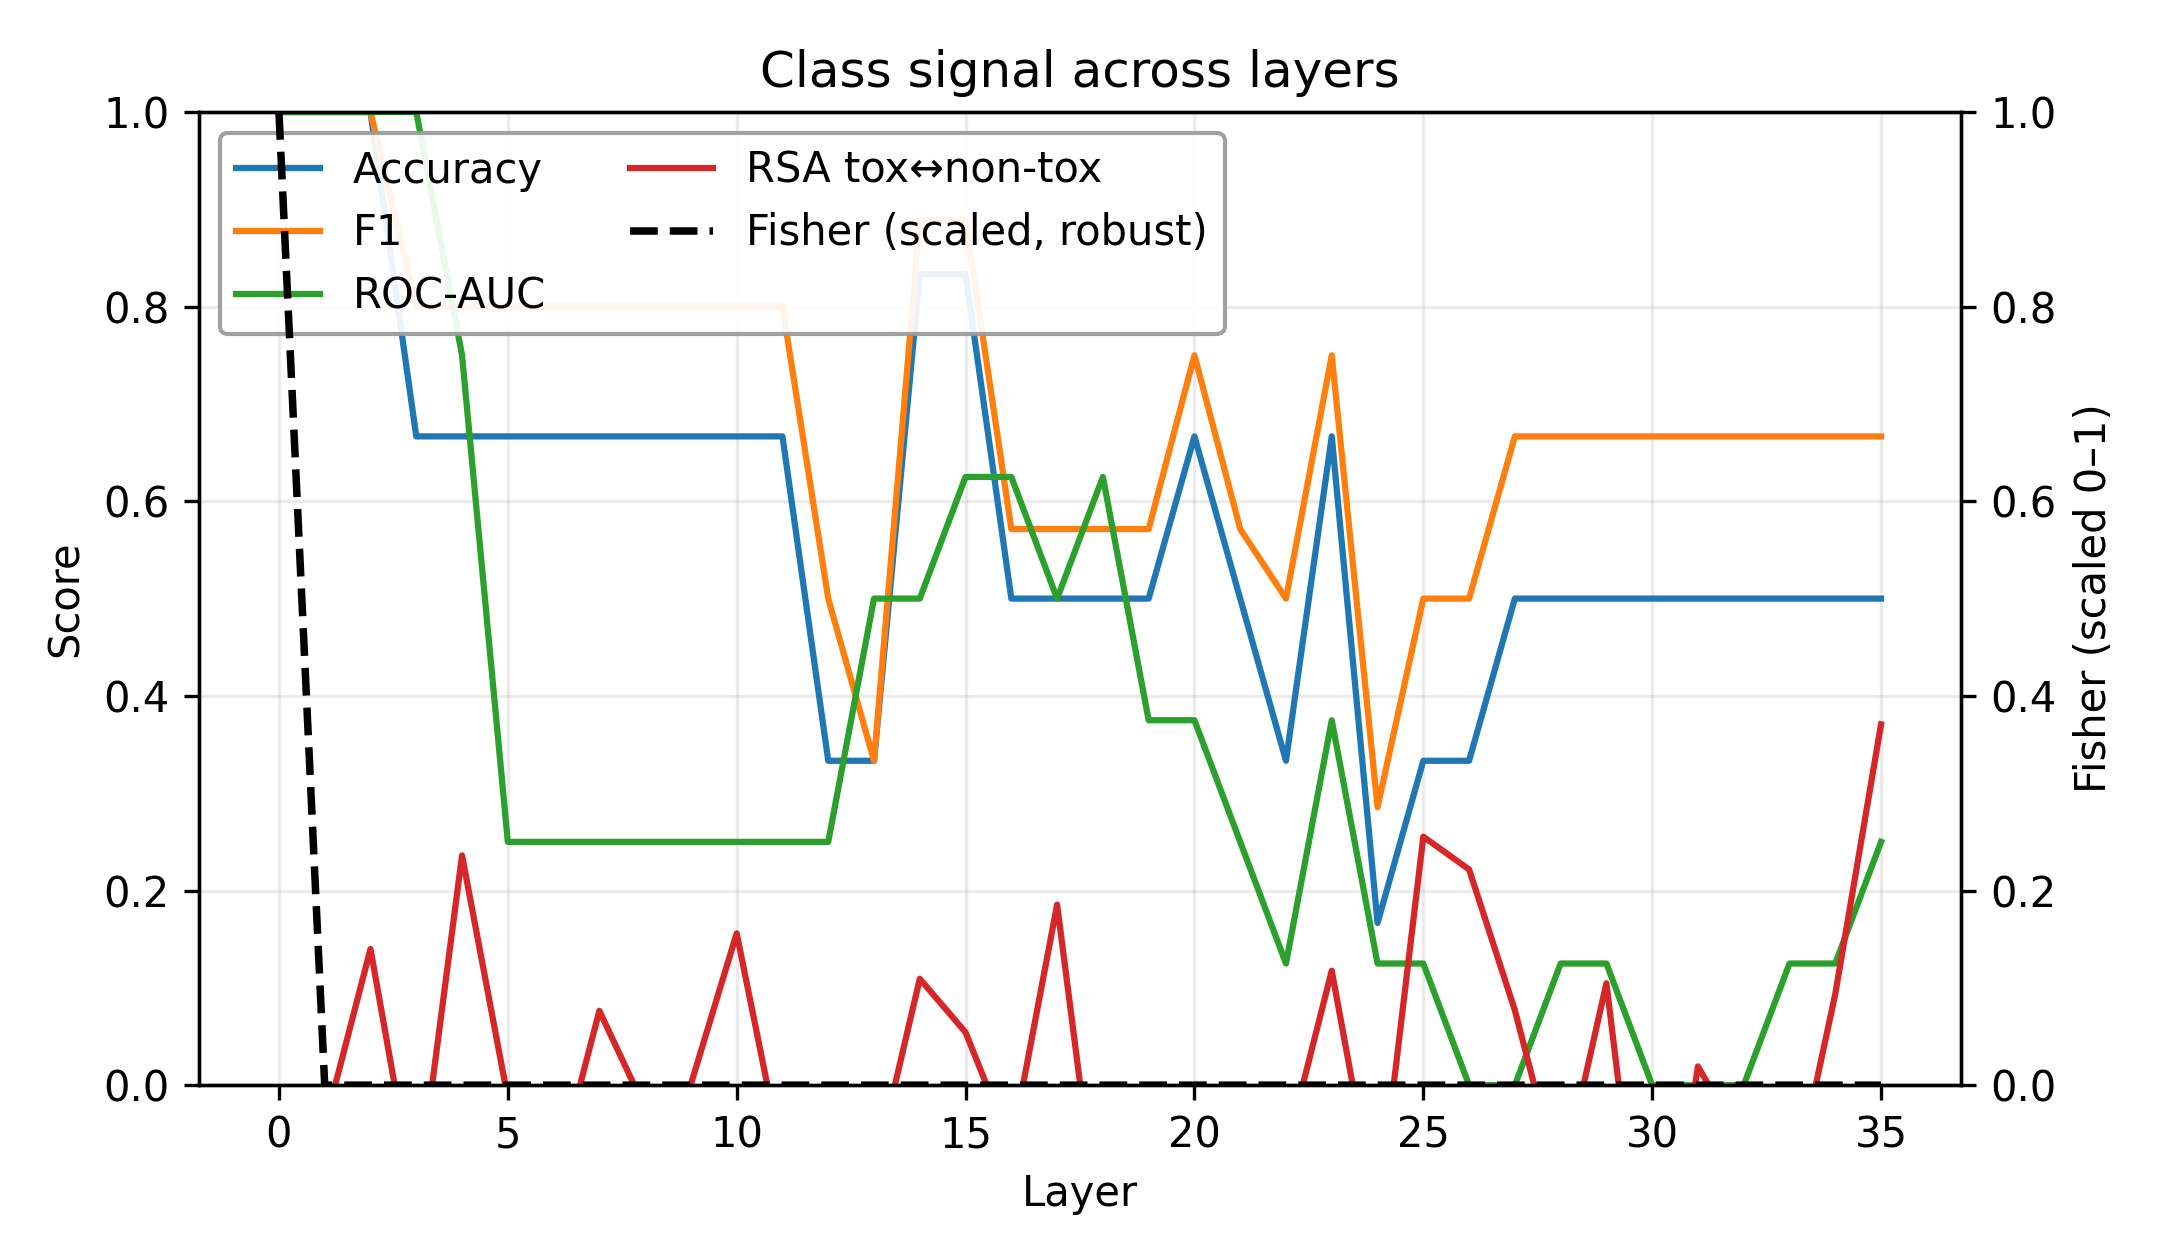 Class signal across layers
Accuracy
F1
ROC-AUC
RSA tox↔non-tox
Fisher (scaled, robust)
Score
1.0
0.8
0.6
0.4
0.2
0.0
Fisher (scaled 0–1)
1.0
0.8
0.6
0.4
0.2
0.0
0 5 10 15 20 25 30 35
Layer